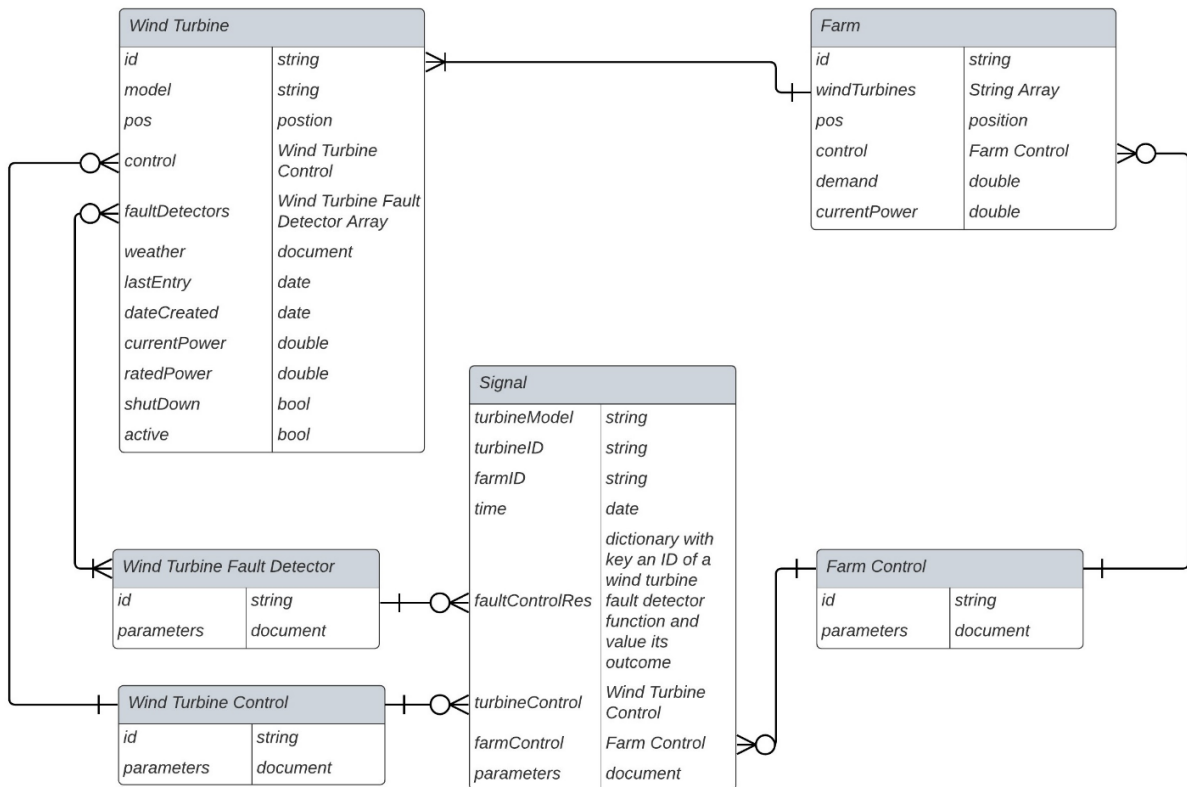 Wind Turbine
id string
model string
pos postion
control Wind Turbine
Control
faultDetectors Wind Turbine Fault
Detector Array
weather document
lastEntry date
dateCreated date
currentPower double
ratedPower double
shutDown bool
active bool
Farm
id string
windTurbines String Array
pos position
control Farm Control
demand double
currentPower double
Signal
turbineModel string
turbineID string
farmID string
time date
faultControlRes dictionary with
key an ID of a
wind turbine
fault detector
function and
value its
outcome
turbineControl Wind Turbine
Control
farmControl Farm Control
parameters document
Wind Turbine Fault Detector
id string
parameters document
Wind Turbine Control
id string
parameters document
Farm Control
id string
parameters document